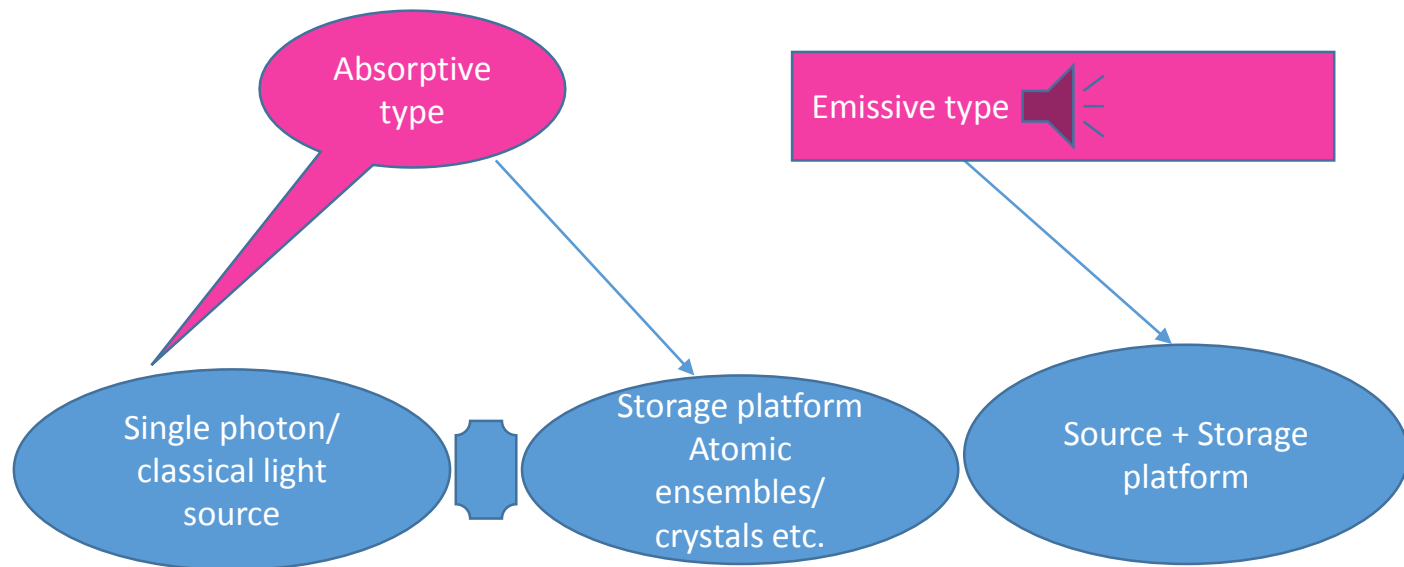 Absorptive
type
Emissive type
Single photon/
classical light
source
Storage platform
Atomic
ensembles/
crystals etc.
Source + Storage
platform